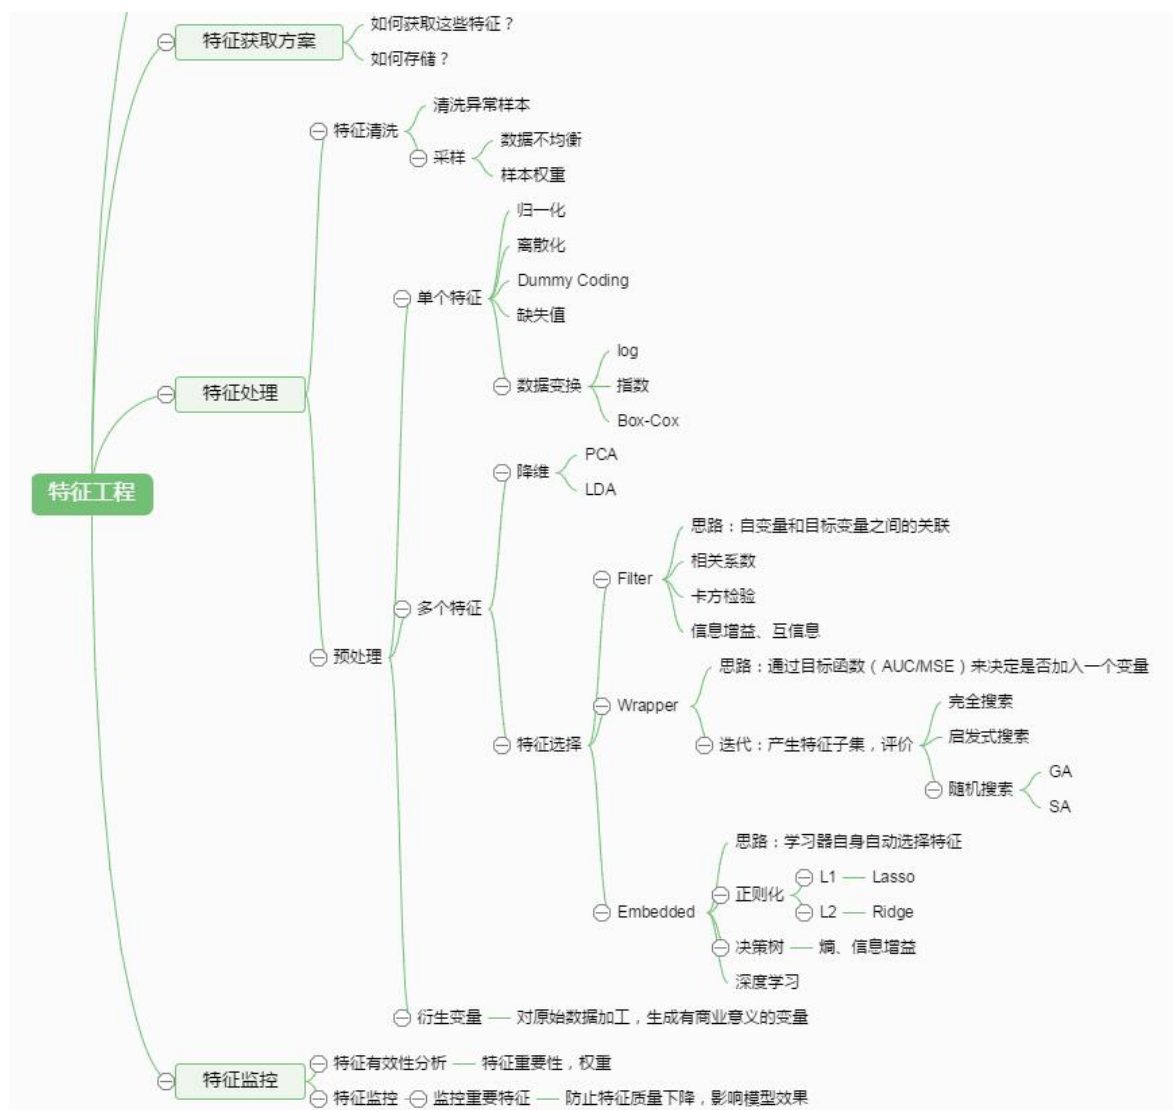 如何获取这些特征？
特征获取方案
如何存储？
清洗异常样本
特征清洗
数据不均衡
采样
样本权重
归一化
离散化
Dummy Coding
单个特征
缺失值
log
数据变换
指数
特征处理
Box-Cox
PCA
降维
LDA
特征工程
思路：自变量和目标变量之间的关联
相关系数
Filter
卡方检验
多个特征
信息增益、互信息
预处理
思路：通过目标函数（AUC/MSE）来决定是否加入一个变量
完全搜索
Wrapper
启发式搜索
特征选择
迭代：产生特征子集，评价
GA
随机搜索
SA
思路：学习器自身自动选择特征
L1 Lasso
正则化
L2 Ridge
Embedded
决策树 熵、信息增益
深度学习
衍生变量 对原始数据加工，生成有商业意义的变量
特征有效性分析 特征重要性，权重
特征监控
特征监控 监控重要特征 防止特征质量下降，影响模型效果